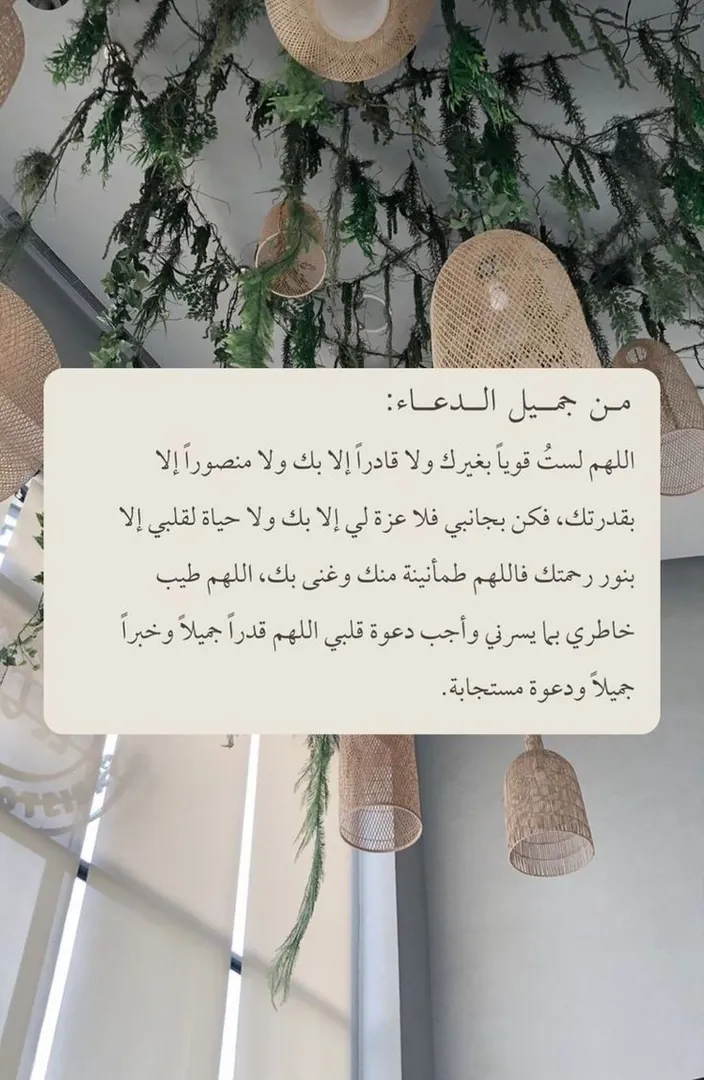 من جميل الدعاء:
اللهم لستُ قوياً بغيرك ولا قادراً إلا بك ولا منصوراً إلا
بقدرتك، فكن بجانبي فلا عزة لي إلا بك ولا حياة لقلبي إلا
بنور رحمتك فاللهم طمأنينة منك وغنى بك، اللهم طيب
خاطري بما يسرني وأجب دعوة قلبي اللهم قدراً جميلاً وخبراً
جميلاً ودعوة مستجابة.